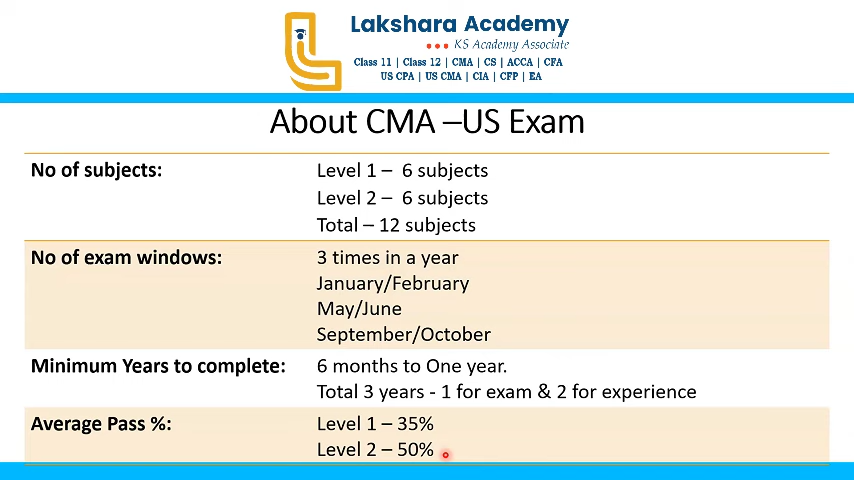 Lakshara Academy
KS Academy Associate
Class 11 | Class 12 | CMA | CS | ACCA | CFA
US CPA | US CMA | CIA | CFP | EA
About CMA –US Exam
No of subjects:
Level 1 – 6 subjects
Level 2 – 6 subjects
Total – 12 subjects
No of exam windows:
3 times in a year
January/February
May/June
September/October
Minimum Years to complete:
6 months to One year.
Total 3 years - 1 for exam & 2 for experience
Average Pass %:
Level 1 – 35%
Level 2 – 50%